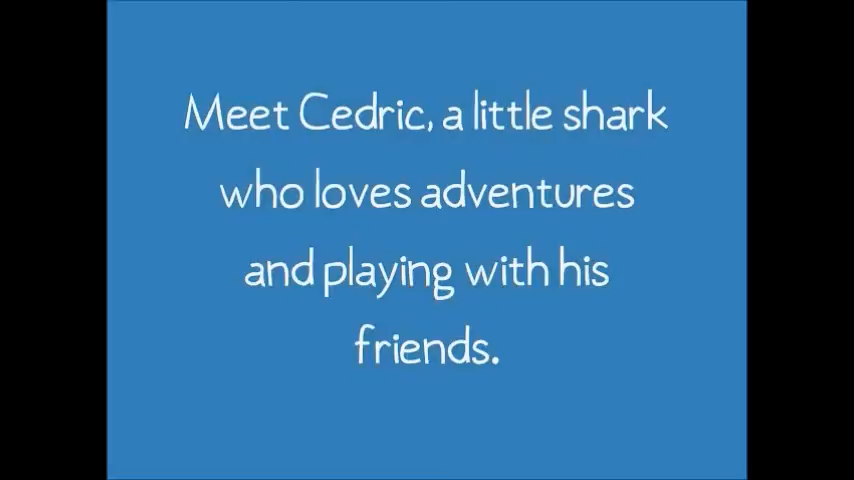 Meet Cedric, a little shark
who loves adventures
and playing with his
friends.